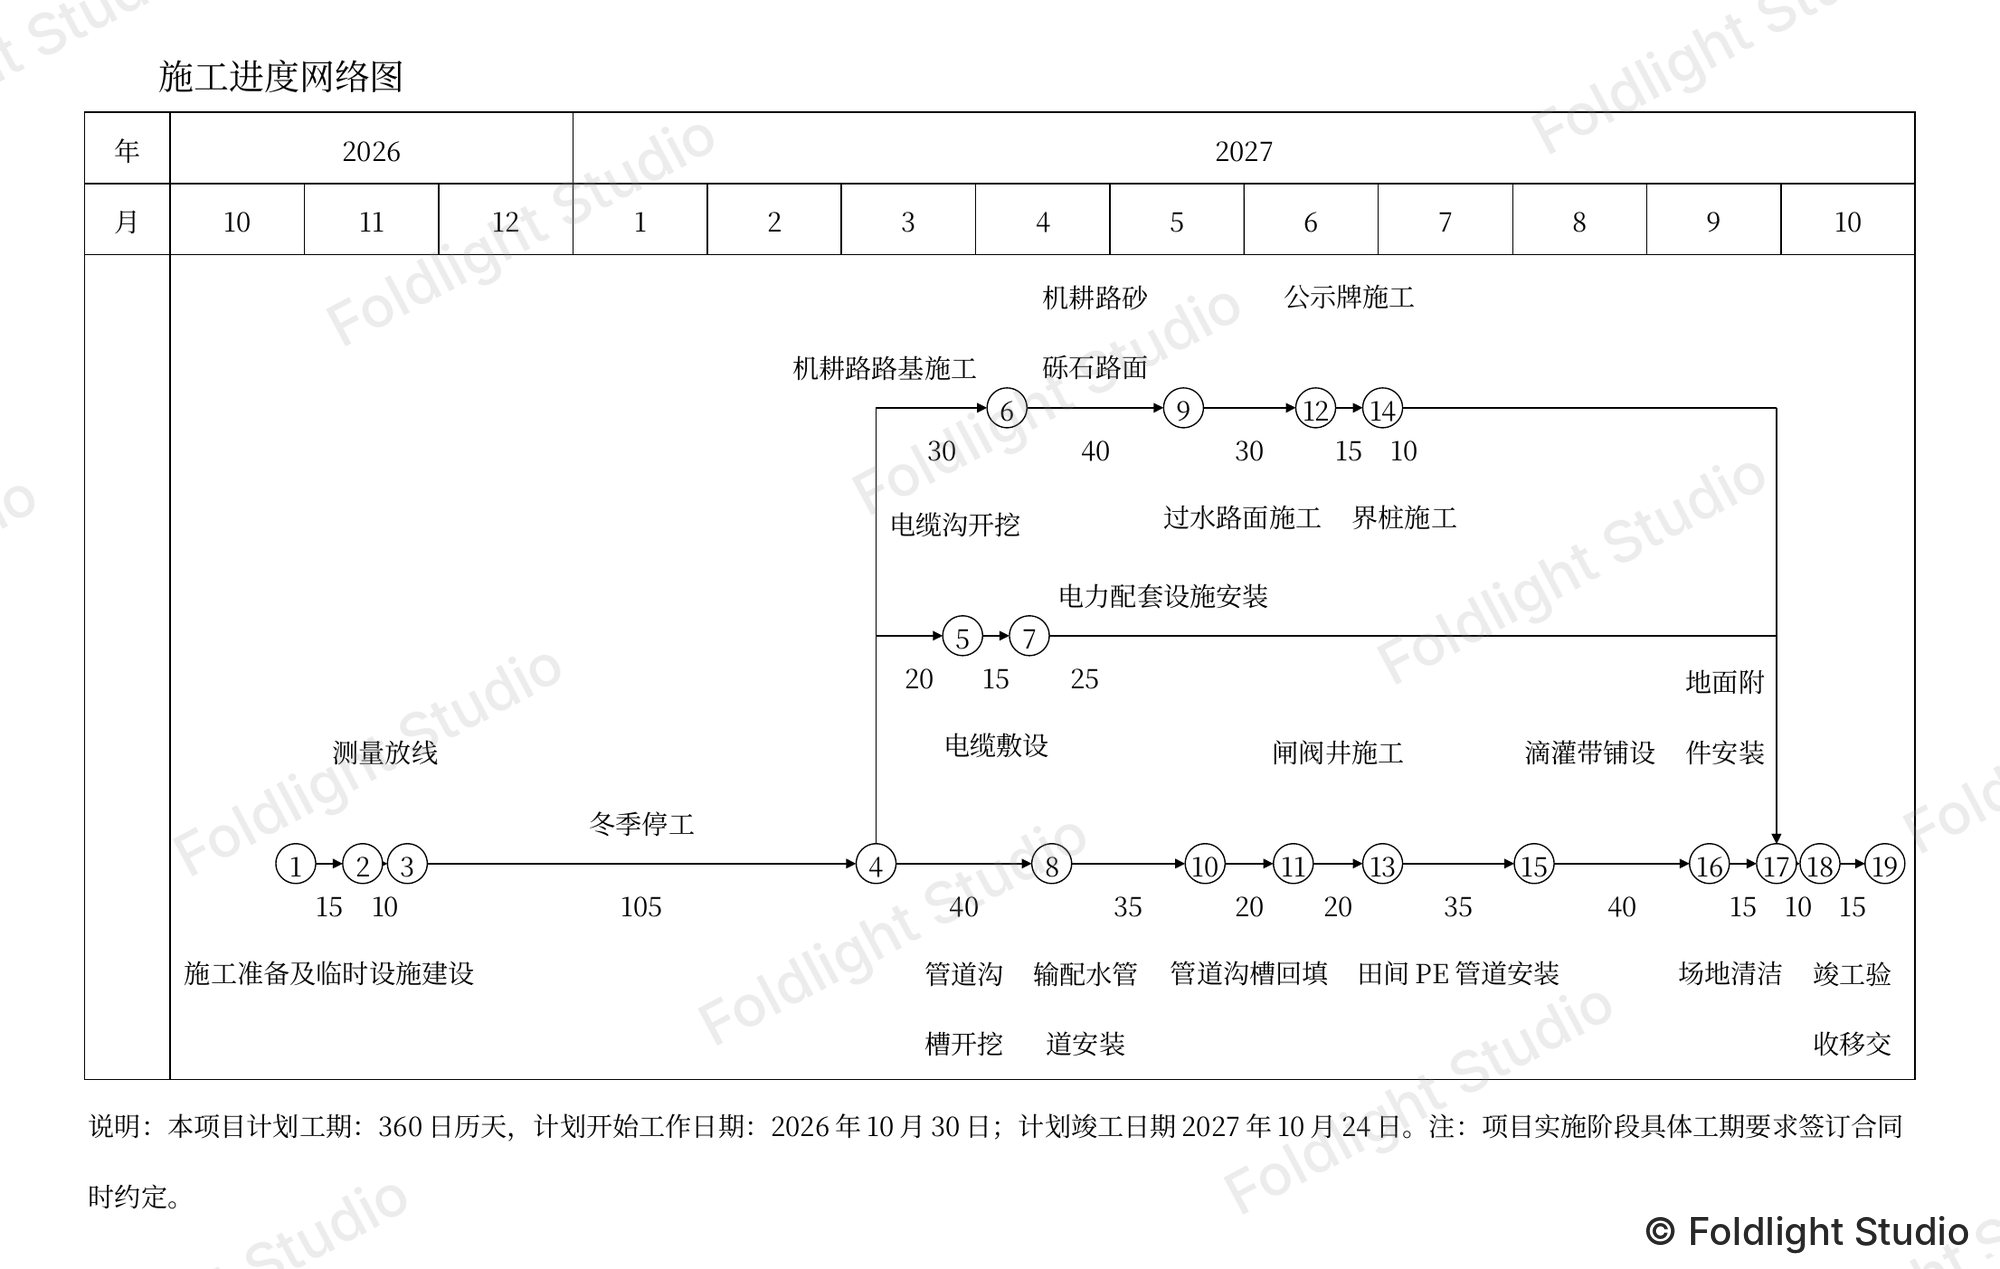 施工进度网络图
年 2026 2027
月 10 11 12 1 2 3 4 5 6 7 8 9 10
机耕路砂 公示牌施工
机耕路路基施工 砾石路面
6 9 12 14
30 40 30 15 10
电缆沟开挖 过水路面施工 界桩施工
电力配套设施安装
5 7
20 15 25
地面附
电缆敷设
测量放线 闸阀井施工 滴灌带铺设 件安装
冬季停工
1 2 3 4 8 10 11 13 15 16 17 18 19
15 10 105 40 35 20 20 35 40 15 10 15
施工准备及临时设施建设 管道沟 输配水管 管道沟槽回填 田间 PE 管道安装 场地清洁 竣工验
槽开挖 道安装 收移交
说明：本项目计划工期：360 日历天，计划开始工作日期：2026 年 10 月 30 日；计划竣工日期 2027 年 10 月 24 日。注：项目实施阶段具体工期要求签订合同
时约定。
© Foldlight Studio